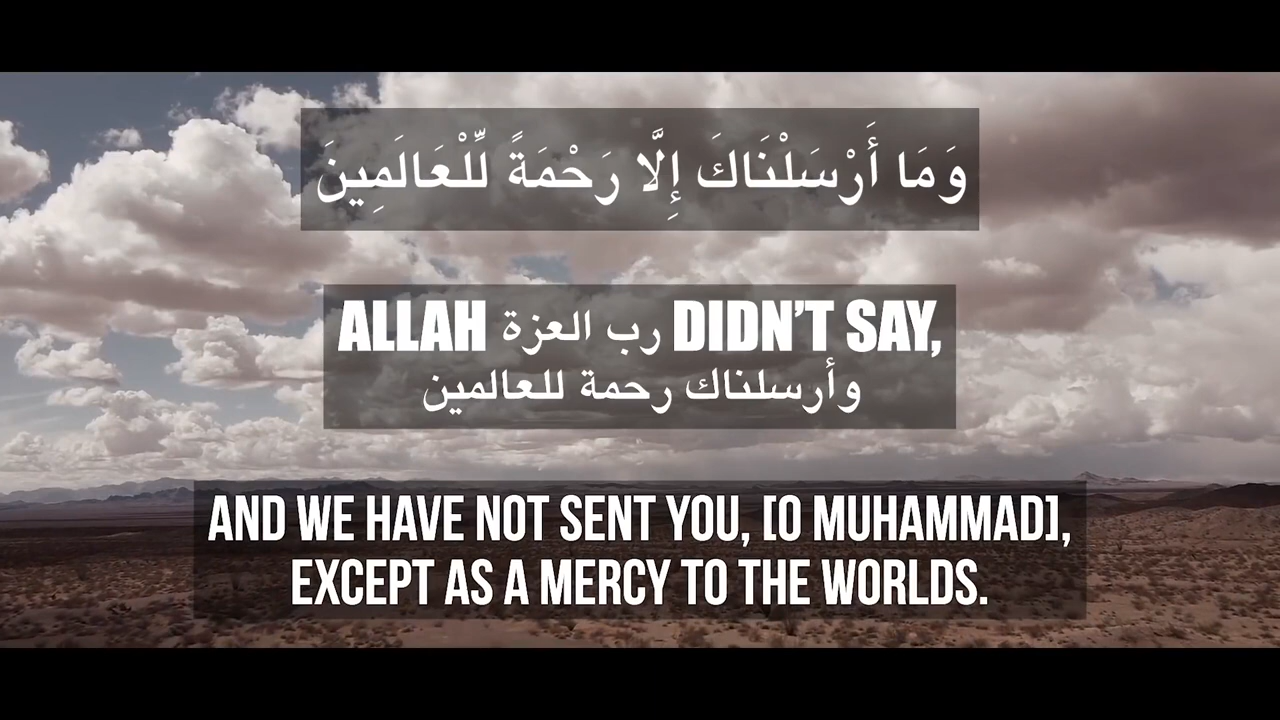 وَمَا أَرْسَلْنَاكَ إِلَّا رَحْمَةً لِّلْعَالَمِينَ
ALLAH رب العزة DIDN'T SAY,
وأرسلناك رحمة للعالمين
AND WE HAVE NOT SENT YOU, [O MUHAMMAD],
EXCEPT AS A MERCY TO THE WORLDS.